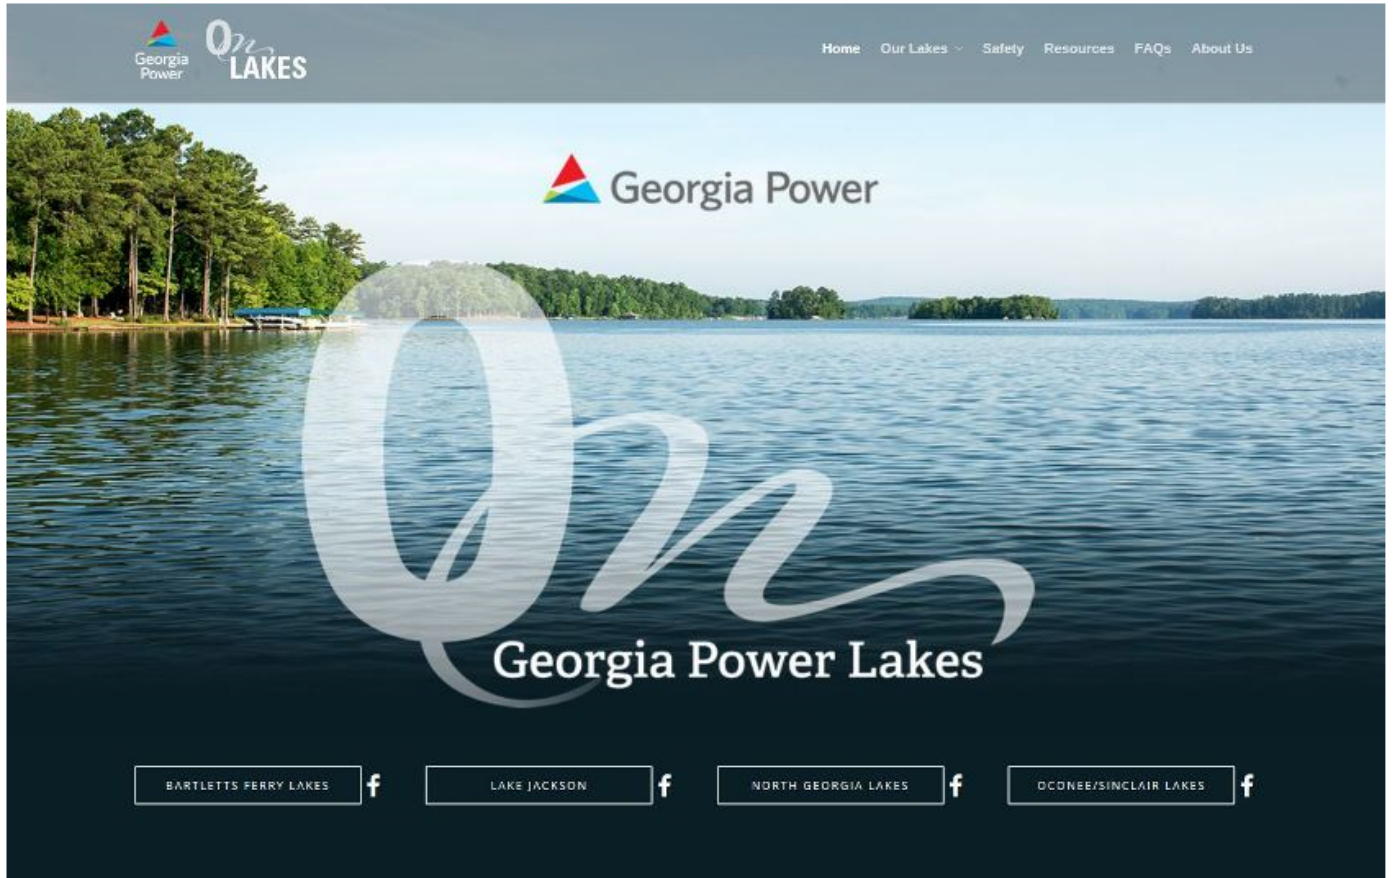 Georgia
Power
On
LAKES
Home Our Lakes Safety Resources FAQs About Us
Georgia Power
On
Georgia Power Lakes
BARTLETTS FERRY LAKES f LAKE JACKSON f NORTH GEORGIA LAKES f OCONEE/SINCLAIR LAKES f